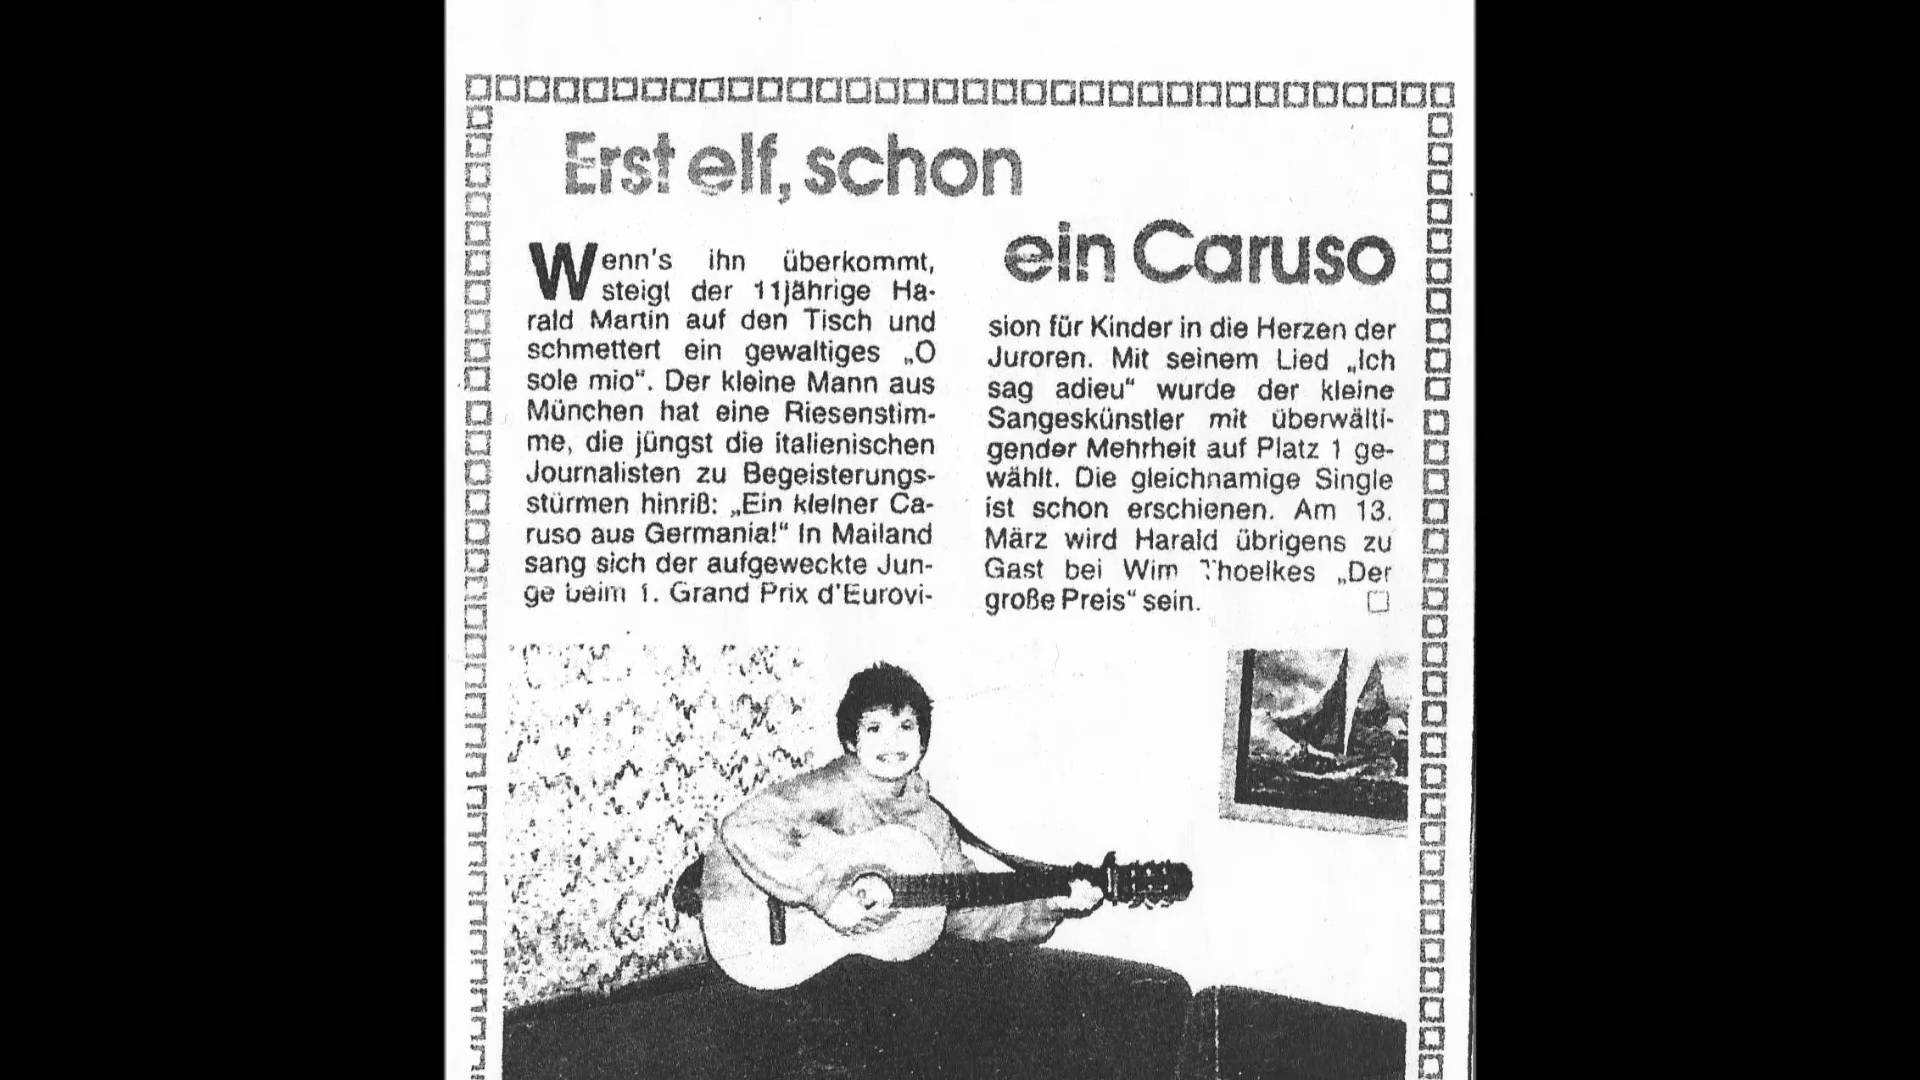 Erst elf, schon
ein Caruso
Wenn's ihn überkommt,
steigt der 11jährige Ha-
rald Martin auf den Tisch und
schmettert ein gewaltiges „O
sole mio“. Der kleine Mann aus
München hat eine Riesenstim-
me, die jüngst die italienischen
Journalisten zu Begeisterungs-
stürmen hinriß: „Ein kleiner Ca-
ruso aus Germania!“ In Mailand
sang sich der aufgeweckte Jun-
ge beim 1. Grand Prix d'Eurovi-
sion für Kinder in die Herzen der
Juroren. Mit seinem Lied „Ich
sag adieu“ wurde der kleine
Sangeskünstler mit überwälti-
gender Mehrheit auf Platz 1 ge-
wählt. Die gleichnamige Single
ist schon erschienen. Am 13.
März wird Harald übrigens zu
Gast bei Wim Thoelkes „Der
große Preis“ sein.